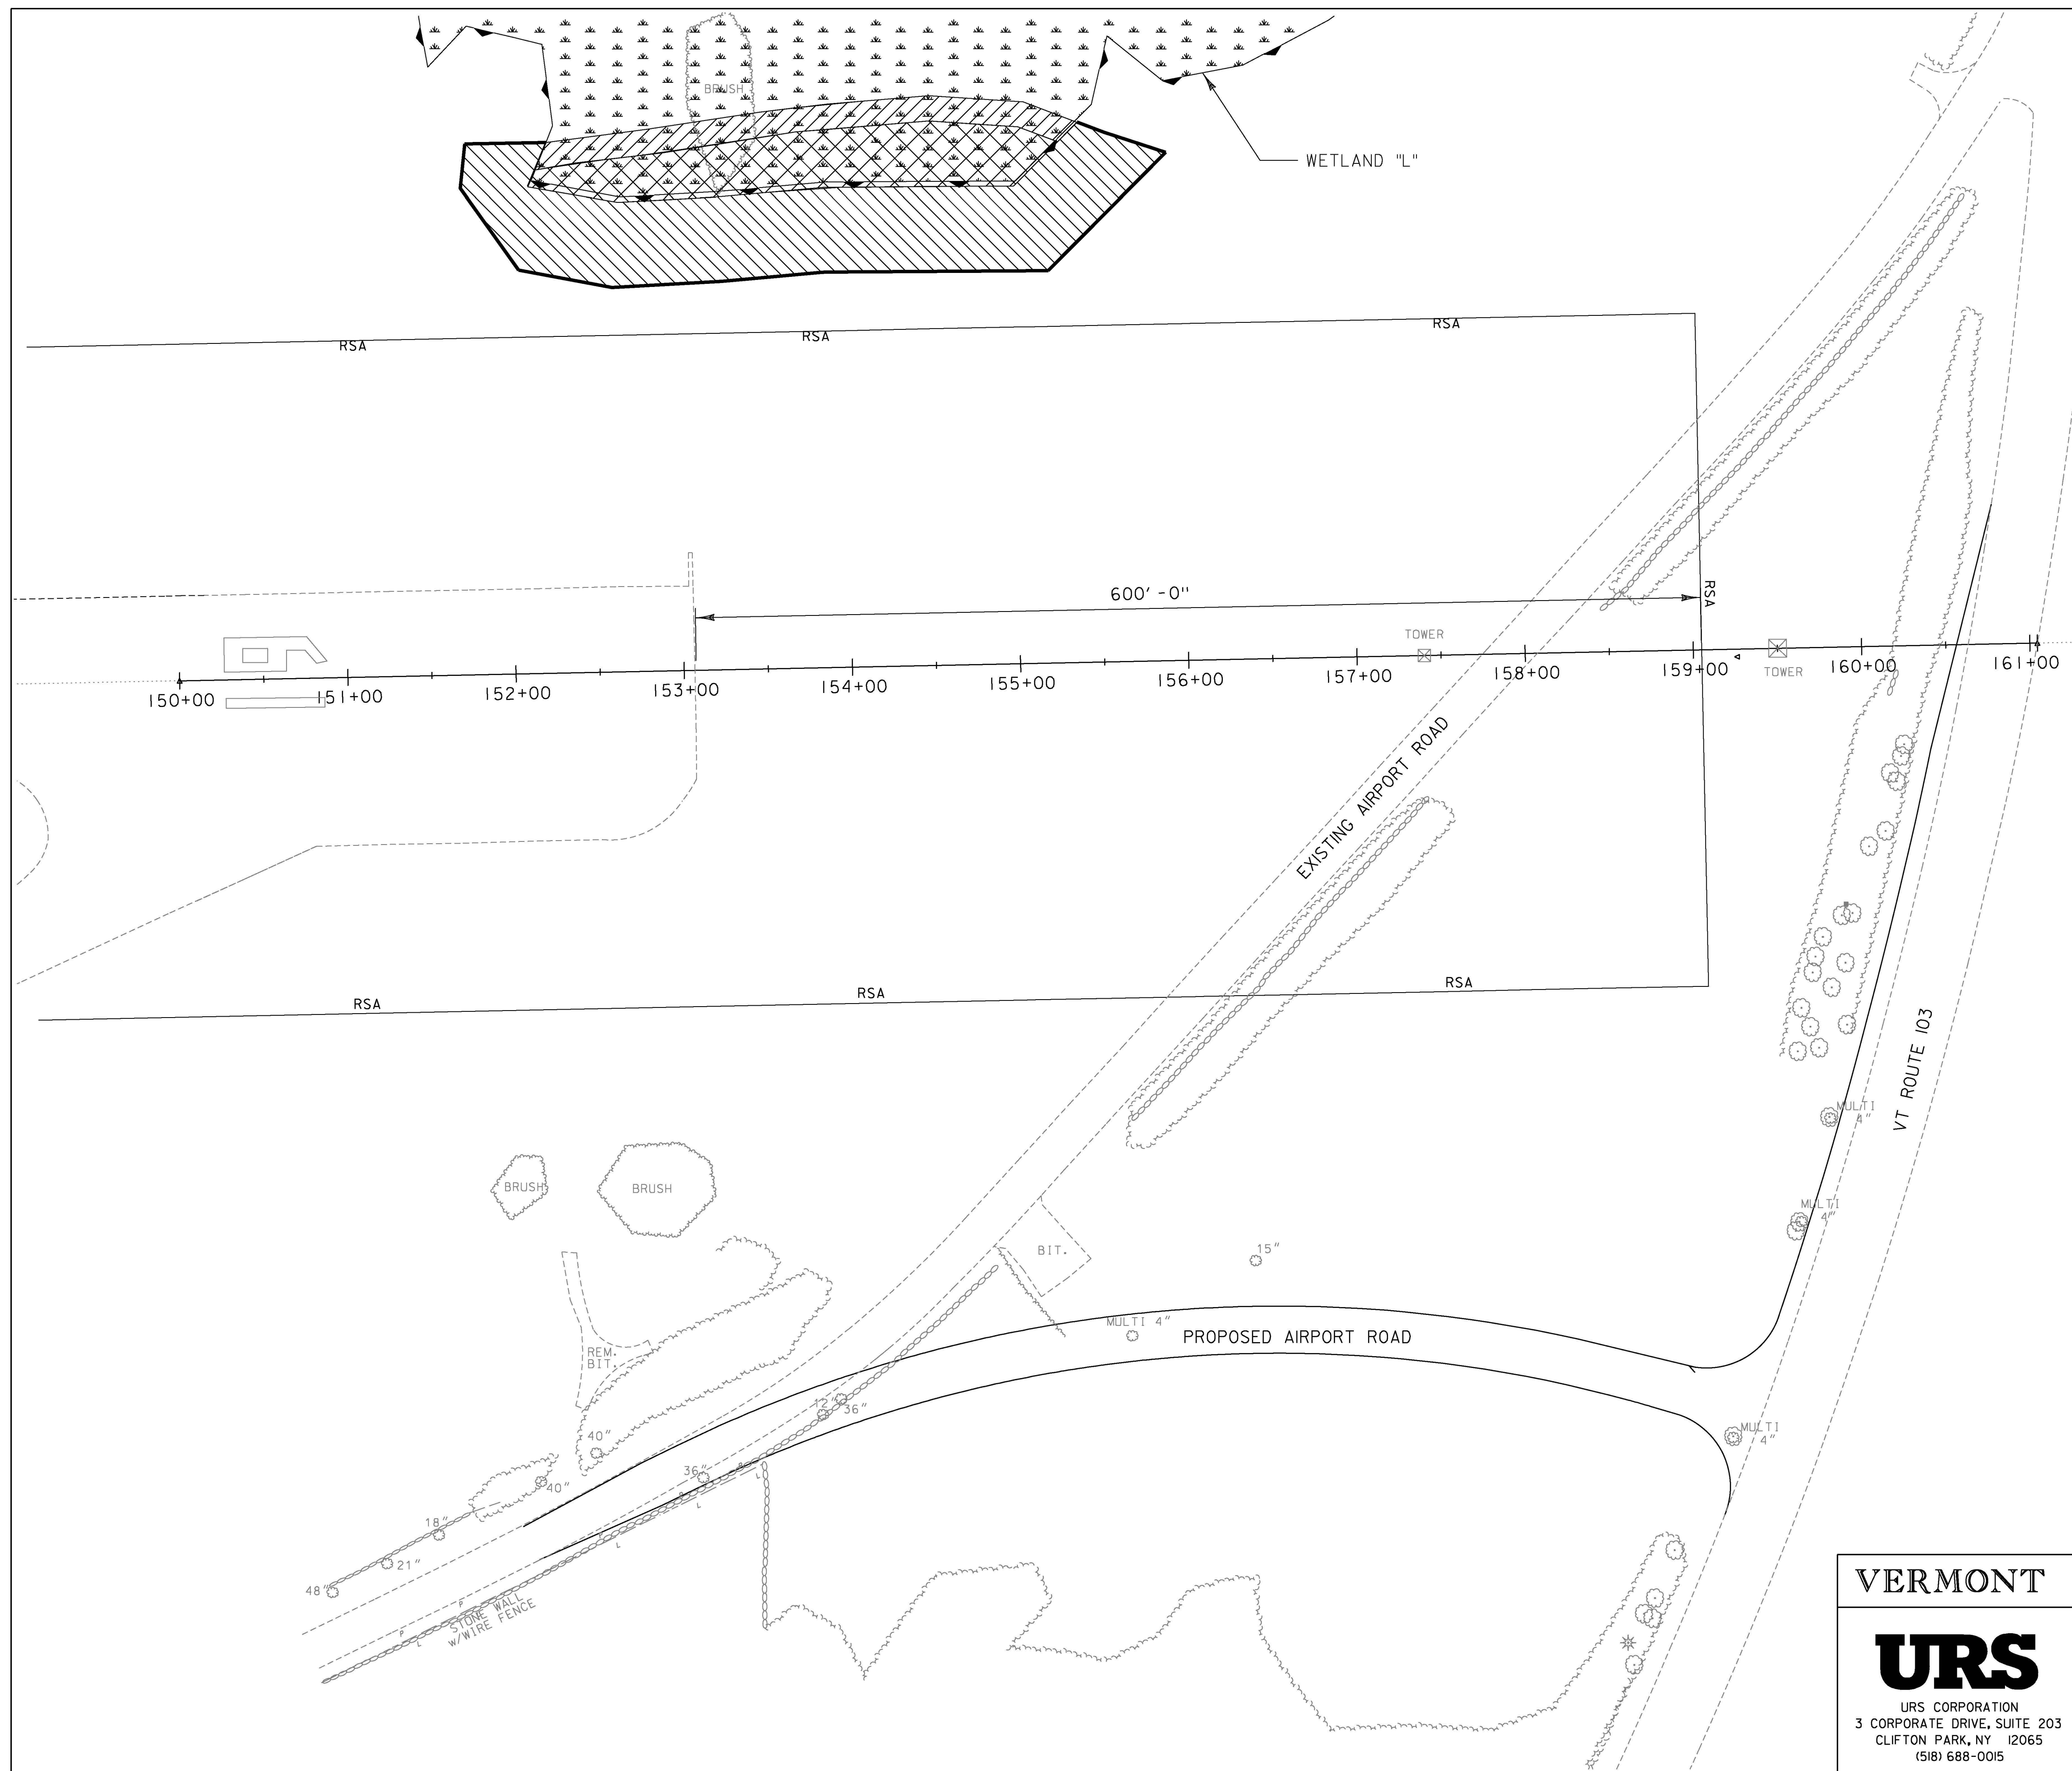 BRUSH
WETLAND "L"
RSA
RSA
RSA
600'-0"
RSA
TOWER
TOWER
150+00
151+00
152+00
153+00
154+00
155+00
156+00
157+00
158+00
159+00
160+00
161+00
EXISTING AIRPORT ROAD
RSA
RSA
RSA
VT ROUTE 103
MULTI
4"
MULTI
4"
BRUSH
BRUSH
BIT.
15"
MULTI 4"
PROPOSED AIRPORT ROAD
REM.
BIT.
12"
36"
40"
40"
36"
MULTI
4"
18"
21"
48"
P
L
P
L
L
L
L
STONE WALL
W/WIRE FENCE
VERMONT
URS
URS CORPORATION
3 CORPORATE DRIVE, SUITE 203
CLIFTON PARK, NY 12065
(518) 688-0015